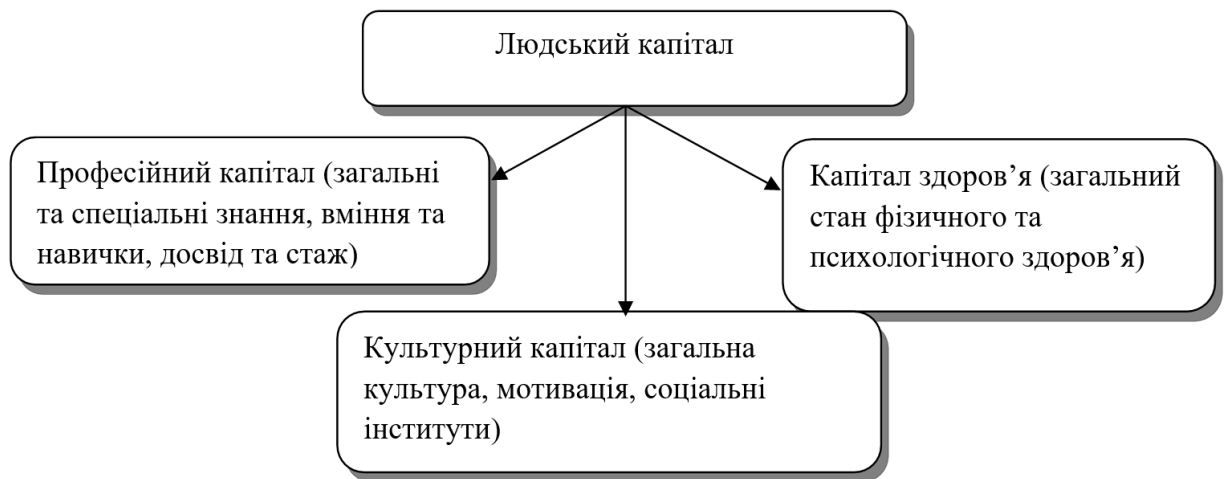 Людський капітал
Професійний капітал (загальні
та спеціальні знання, вміння та
навички, досвід та стаж)
Капітал здоров’я (загальний
стан фізичного та
психологічного здоров’я)
Культурний капітал (загальна
культура, мотивація, соціальні
інститути)